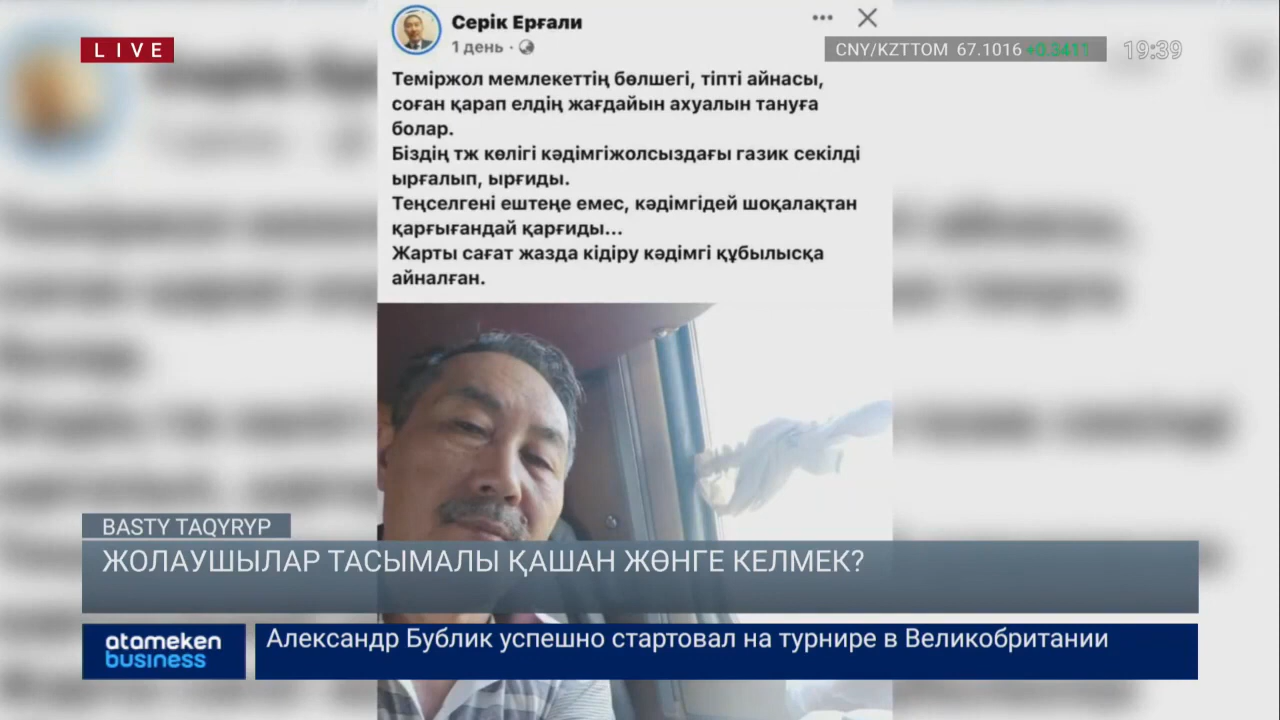 LIVE
Серік Ерғали
1 день
CNY/KZTTOM 67.1016 +0.3411
19:39
Теміржол мемлекеттің бөлшегі, тіпті айнасы,
соған қарап елдің жағдайын ахуалын тануға
болар.
Біздің тж көлігі кәдімгіжолсыздағы газик секілді
ырғалып, ырғиды.
Теңселгені ештеңе емес, кәдімгідей шоқалақтан
қарғығандай қарғиды...
Жарты сағат жазда кідіру кәдімгі құбылысқа
айналған.
BASTY TAQYRYP
ЖОЛАУШЫЛАР ТАСЫМАЛЫ ҚАШАН ЖӨНГЕ КЕЛМЕК?
atameken
business
Александр Бублик успешно стартовал на турнире в Великобритании